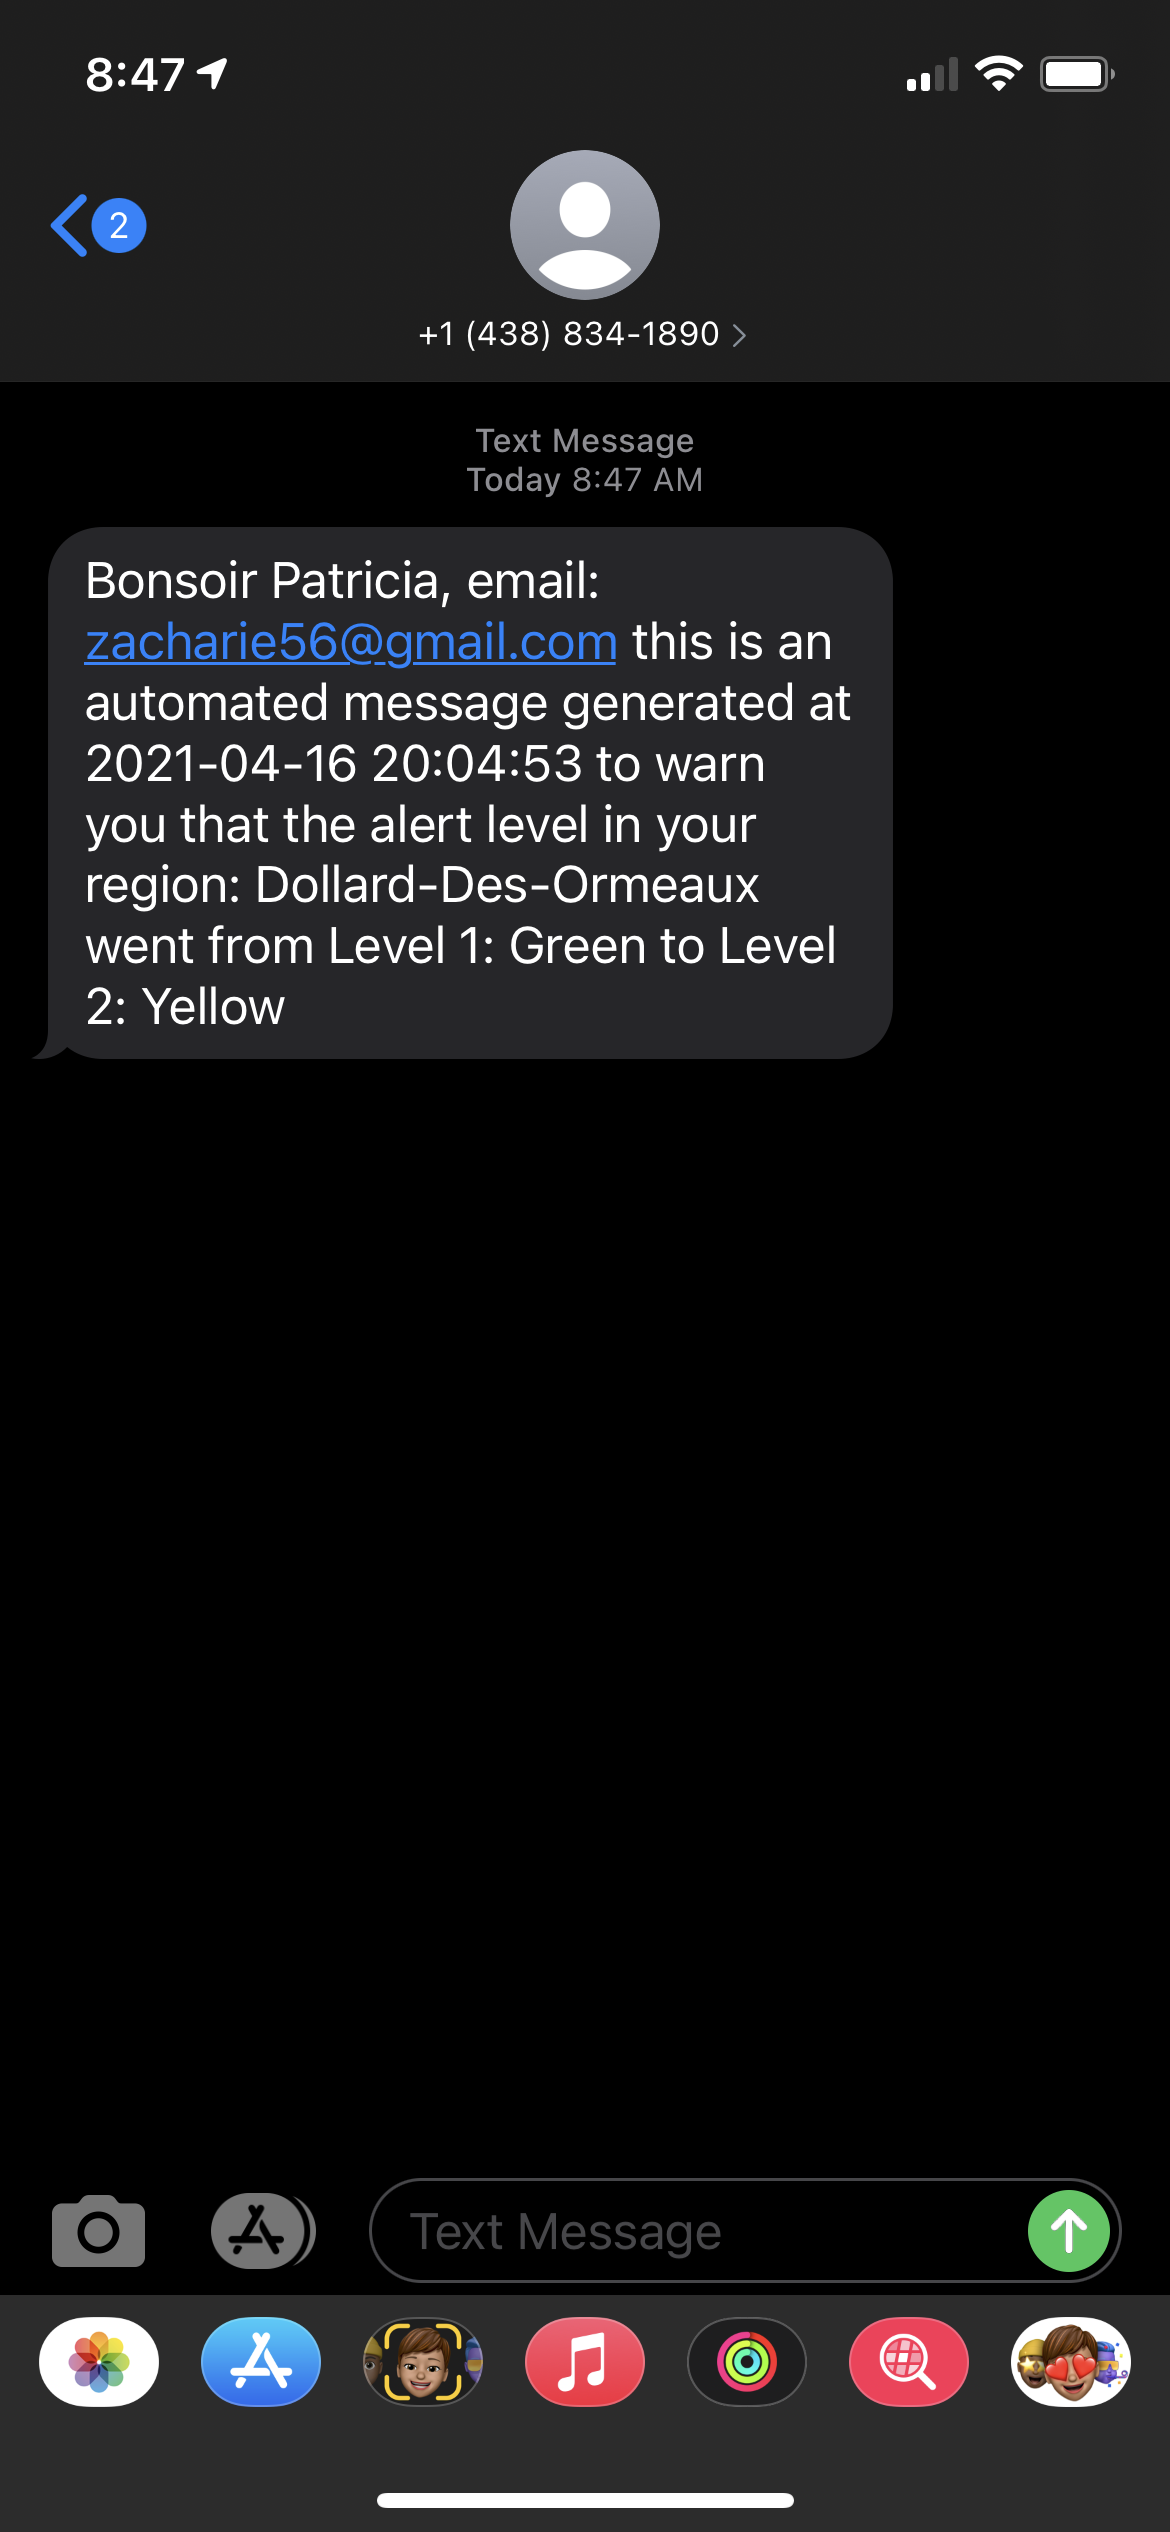 8:47
2
+1 (438) 834-1890
Text Message
Today 8:47 AM
Bonsoir Patricia, email:
zacharie56@gmail.com this is an
automated message generated at
2021-04-16 20:04:53 to warn
you that the alert level in your
region: Dollard-Des-Ormeaux
went from Level 1: Green to Level
2: Yellow
Text Message